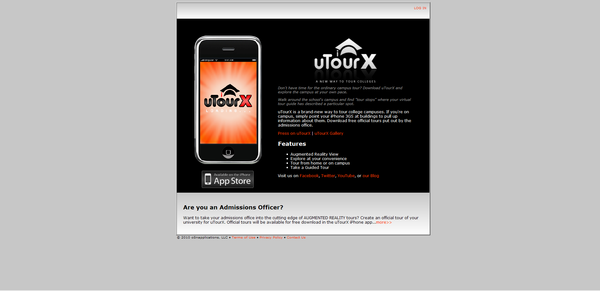 LOG IN
uTourX
A NEW WAY TO TOUR COLLEGES
Don't have time for the ordinary campus tour? Download uTourX and
explore the campus at your own pace.
Walk around the school's campus and find "tour stops" where your virtual
tour guide has described a particular spot.
uTourX is a brand new way to tour college campuses. If you're on
campus, simply point your iPhone 3GS at buildings to pull up
information about them. Download free official tours put out by the
admissions office.
uTourX
Press on uTourX | uTourX Gallery
Features
Augmented Reality View
Explore at your convenience
Tour from home or on campus
Take a Guided Tour
Visit us on Facebook, Twitter, YouTube, or our Blog
Available on the iPhone
App Store
Are you an Admissions Officer?
Want to take your admissions office into the cutting edge of AUGMENTED REALITY tours? Create an official tour of your
university for uTourX. Official tours will be available for free download in the uTourX iPhone app...more>>
LLC • Terms of Use • Privacy Policy • Contact Us